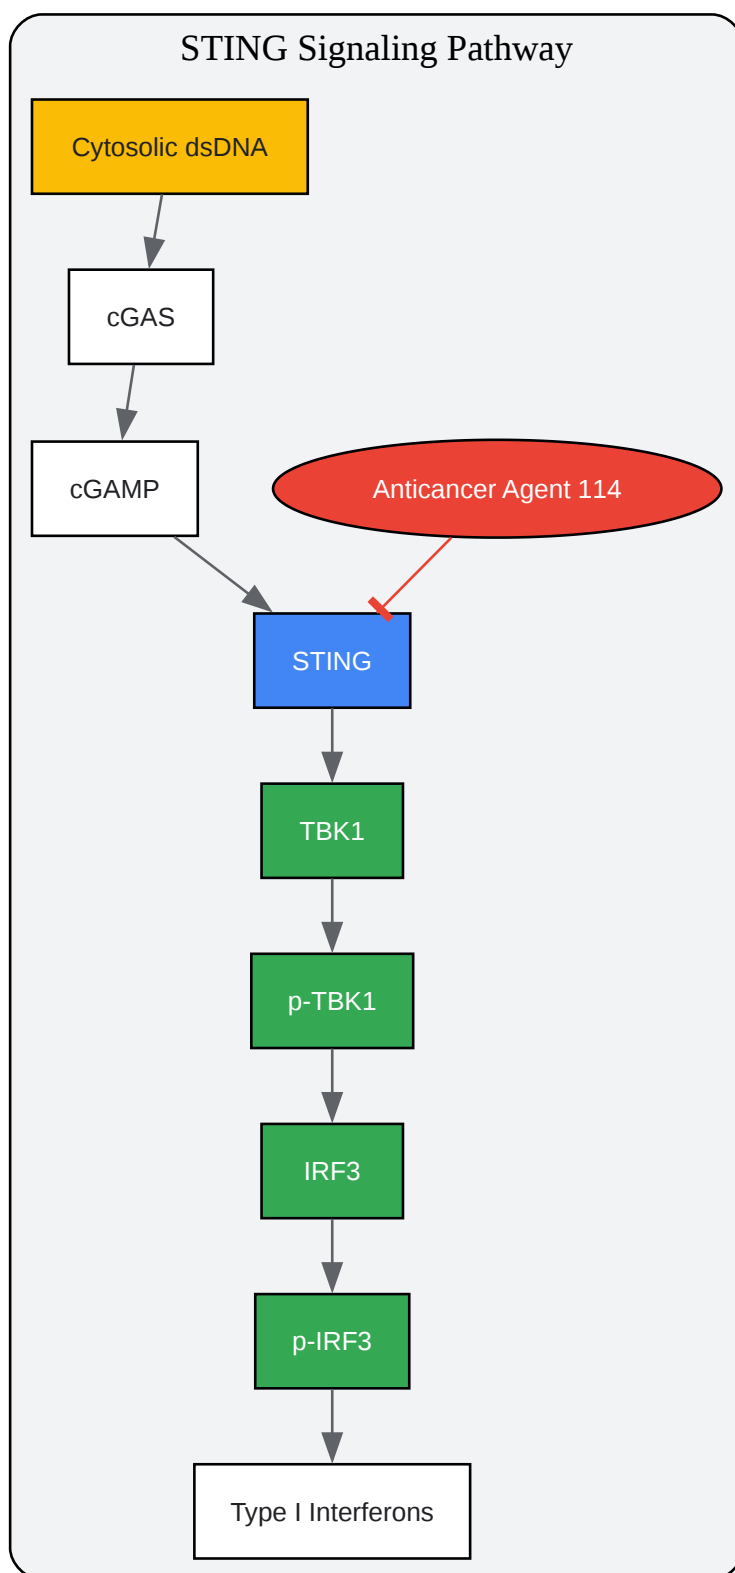 STING Signaling Pathway
Cytosolic dsDNA
cGAS
cGAMP
Anticancer Agent 114
STING
TBK1
p-TBK1
IRF3
p-IRF3
Type I Interferons